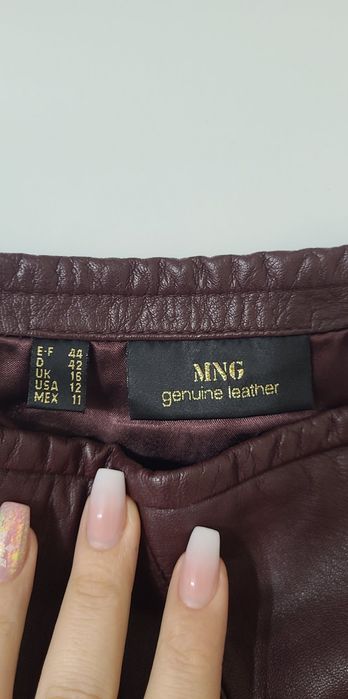 E-F 44
D 42
UK 16
USA 12
MEX 11
MNG
genuine leather